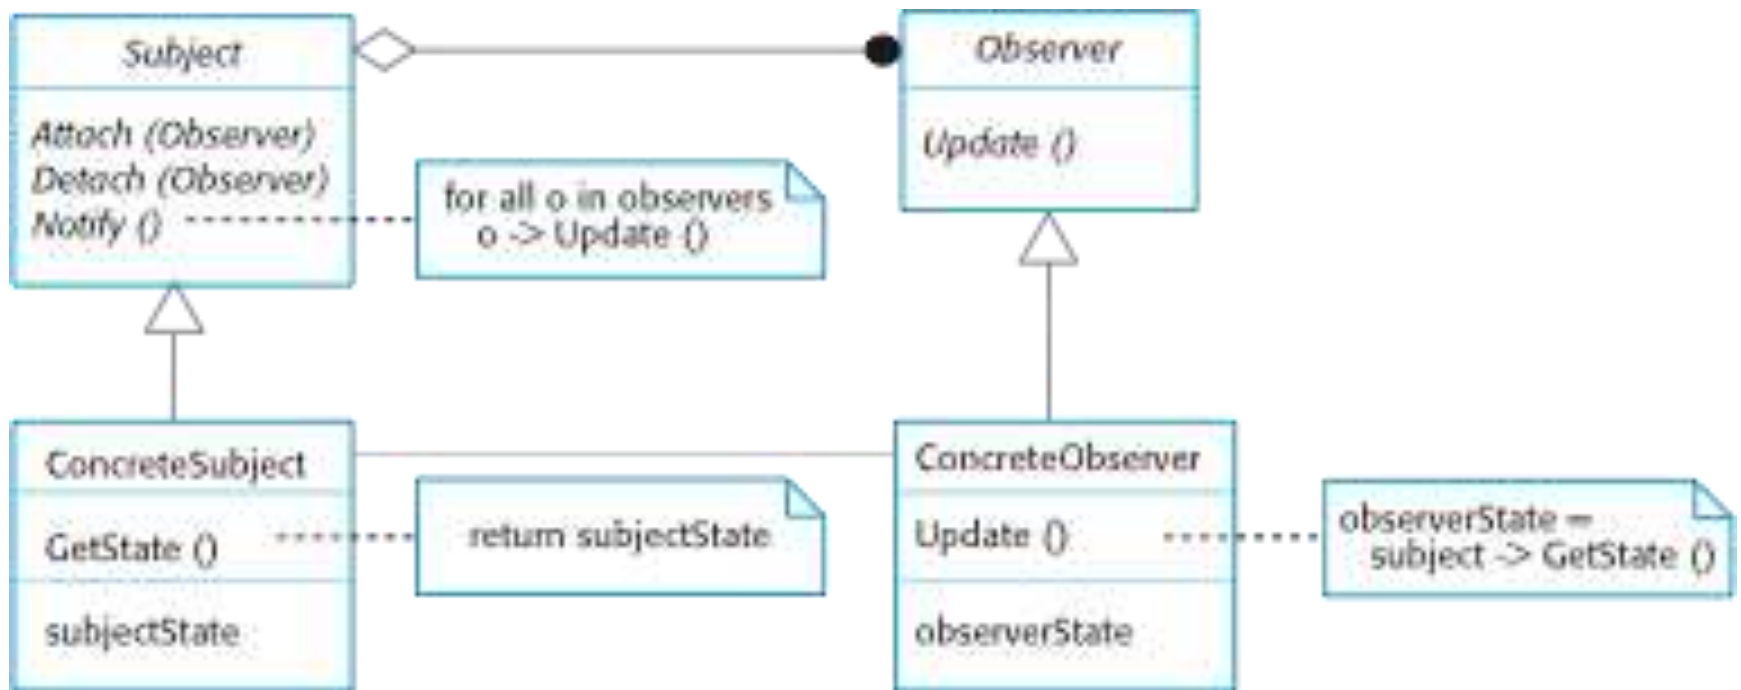 Subject
Attach (Observer)
Detach (Observer)
Notify ()
for all o in observers
o -> Update ()
Observer
Update ()
ConcreteSubject
GetState ()
subjectState
return subjectState
ConcreteObserver
Update ()
observerState
observerState =
subject -> GetState ()